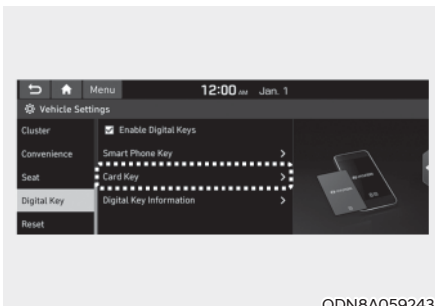 Menu 12:00 AM Jan. 1
Vehicle Settings
Cluster
Enable Digital Keys
Convenience
Smart Phone Key
Seat
Card Key
Digital Key
Digital Key Information
Reset
ODN8A059243